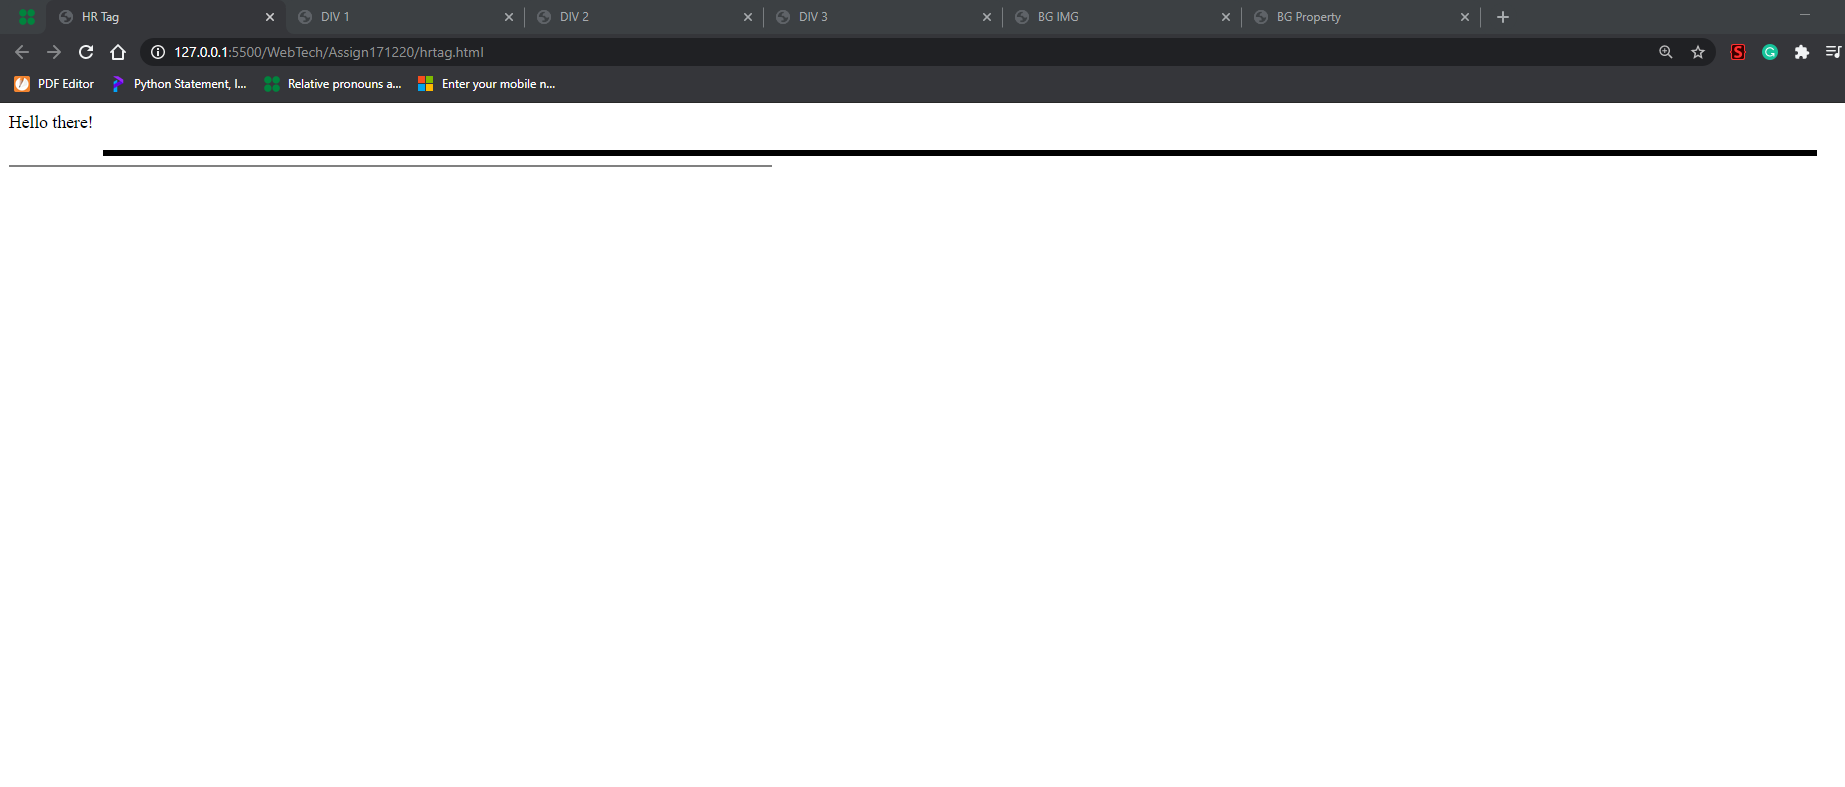 HR Tag DIV 1 DIV 2 DIV 3 BG IMG BG Property
127.0.0.1:5500/WebTech/Assign171220/hrtag.html
PDF Editor Python Statement, I... Relative pronouns a... Enter your mobile n...
Hello there!